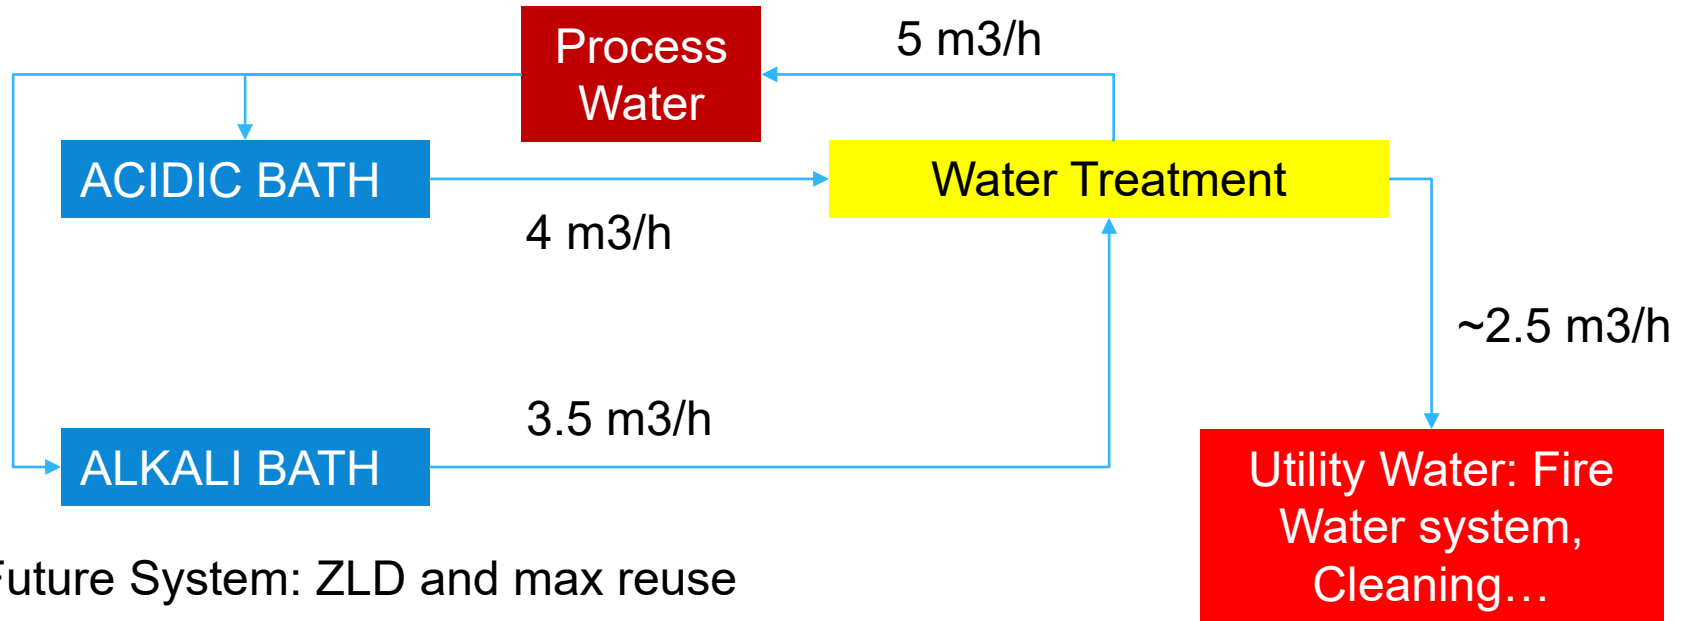 Process
Water
5 m3/h
ACIDIC BATH
Water Treatment
4 m3/h
~2.5 m3/h
3.5 m3/h
ALKALI BATH
Utility Water: Fire
Water system,
Cleaning…
Future System: ZLD and max reuse